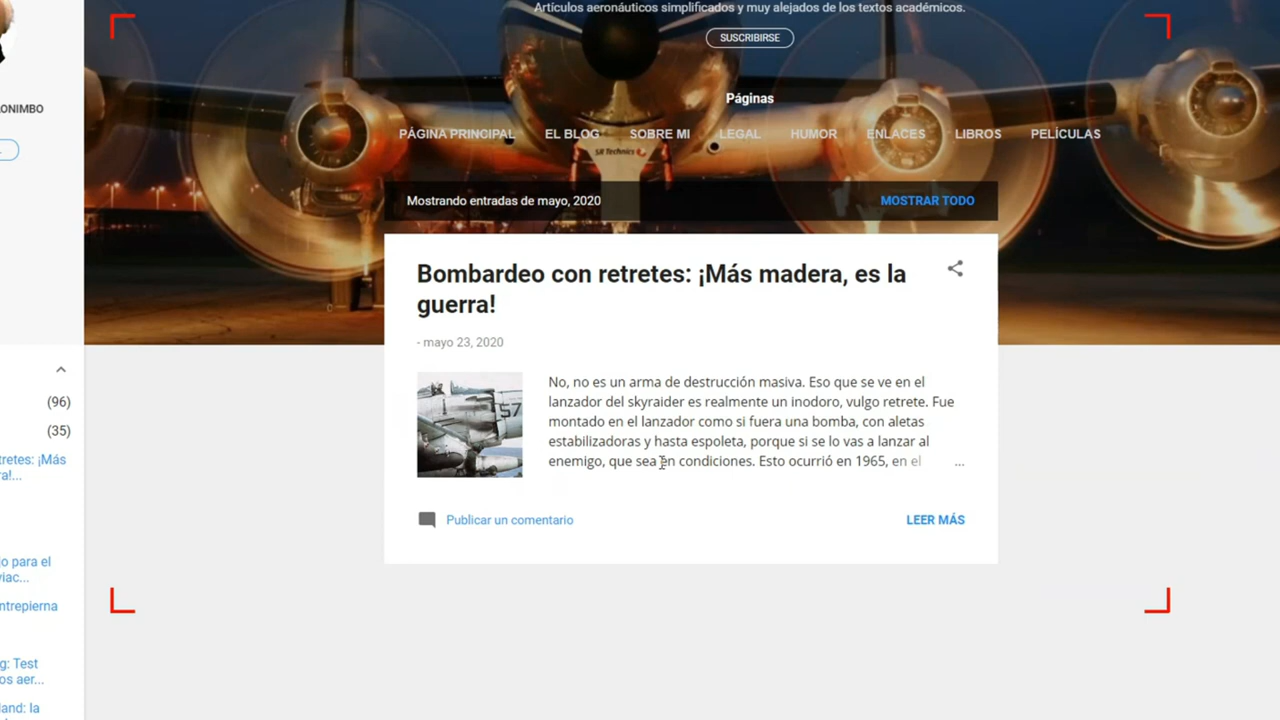 Artículos aeronáuticos simplificados y muy alejados de los textos académicos.
SUSCRIBIRSE
ONIMBO
Páginas
PÁGINA PRINCIPAL EL BLOG SOBRE MI LEGAL HUMOR ENLACES LIBROS PELÍCULAS
SR Technics
Mostrando entradas de mayo, 2020 MOSTRAR TODO
Bombardeo con retretes: ¡Más madera, es la
guerra!
- mayo 23, 2020
57
No, no es un arma de destrucción masiva. Eso que se ve en el
lanzador del skyraider es realmente un inodoro, vulgo retrete. Fue
montado en el lanzador como si fuera una bomba, con aletas
estabilizadoras y hasta espoleta, porque si se lo vas a lanzar al
enemigo, que sea en condiciones. Esto ocurrió en 1965, en el ...
Publicar un comentario LEER MÁS
(96)
(35)
tretes: ¡Más
ra!...
lo para el
viac...
ntrepierna
g: Test
os aer...
land: la